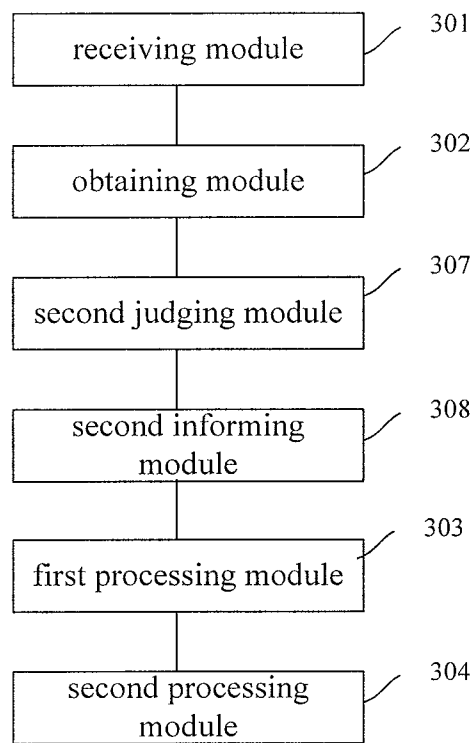 301
receiving module
302
obtaining module
307
second judging module
308
second informing
module
303
first processing module
304
second processing
module